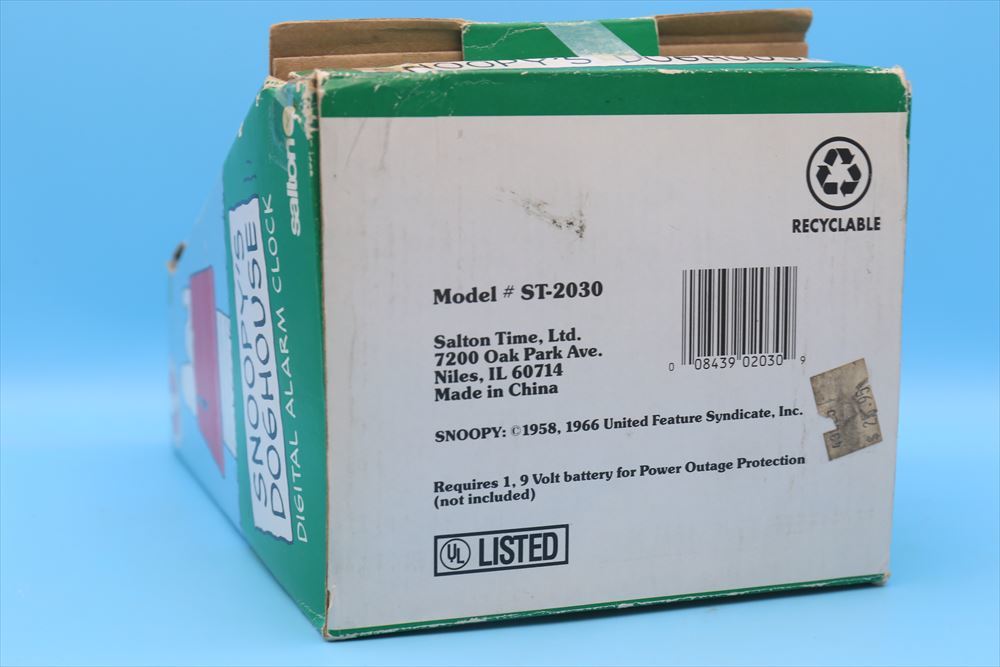 SNOOPY'S DOGHOUSE
salton
SNOOPY'S
DOGHOUSE
DIGITAL ALARM CLOCK
RECYCLABLE
Model # ST-2030
Salton Time, Ltd.
7200 Oak Park Ave.
Niles, IL 60714
Made in China
0 08439 02030 9
SNOOPY: ©1958, 1966 United Feature Syndicate, Inc.
Requires 1, 9 Volt battery for Power Outage Protection
(not included)
UL LISTED